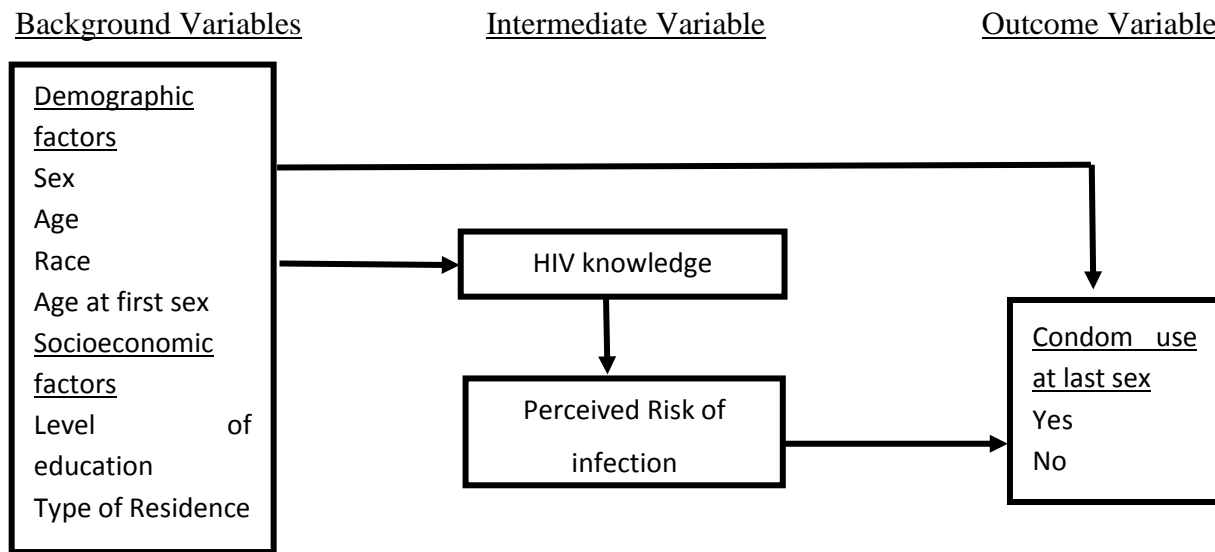 Background Variables
Intermediate Variable
Outcome Variable
Demographic
factors
Sex
Age
Race
Age at first sex
Socioeconomic
factors
Level of
education
Type of Residence
HIV knowledge
Perceived Risk of
infection
Condom use
at last sex
Yes
No